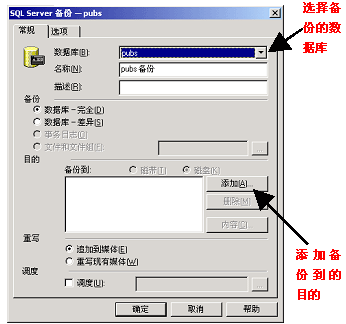 SQL Server 备份 — pubs
常规
选项
数据库(B):
pubs
名称(N):
pubs 备份
描述(R):
备份
数据库 - 完全(D)
数据库 - 差异(S)
事务日志(O)
文件和文件组(F):
...
目的
备份到:
磁带(T)
磁盘(K)
添加(A)...
删除(M)
内容(C)...
重写
追加到媒体(E)
重写现有媒体(W)
调度
调度(U):
...
确定
取消
帮助
选择备
份的数
据库
添加备
份到的
目的